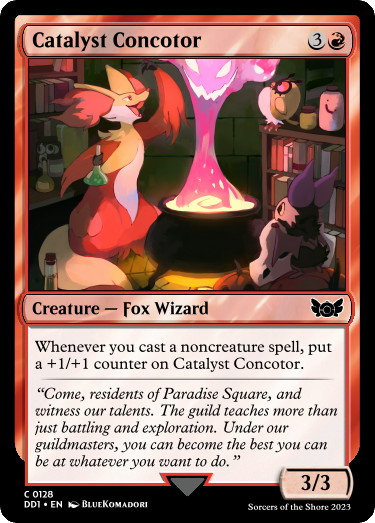 Catalyst Concotor 3
Creature — Fox Wizard
Whenever you cast a noncreature spell, put
a +1/+1 counter on Catalyst Concotor.
“Come, residents of Paradise Square, and
witness our talents. The guild teaches more than
just battling and exploration. Under our
guildmasters, you can become the best you can
be at whatever you want to do.”
3/3
C 0128
DD1 • EN BlueKomadori
Sorcers of the Shore 2023